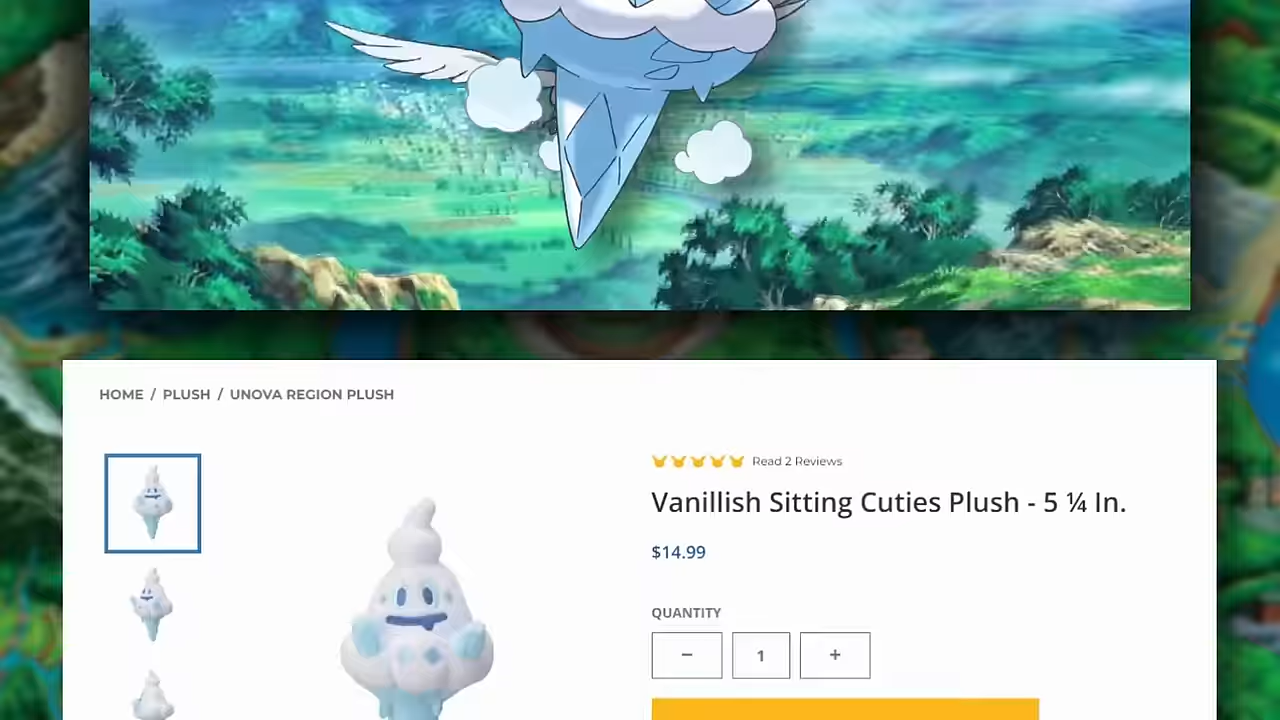 HOME / PLUSH / UNOVA REGION PLUSH
Read 2 Reviews
Vanillish Sitting Cuties Plush - 5 ¼ In.
$14.99
QUANTITY
− 1 +